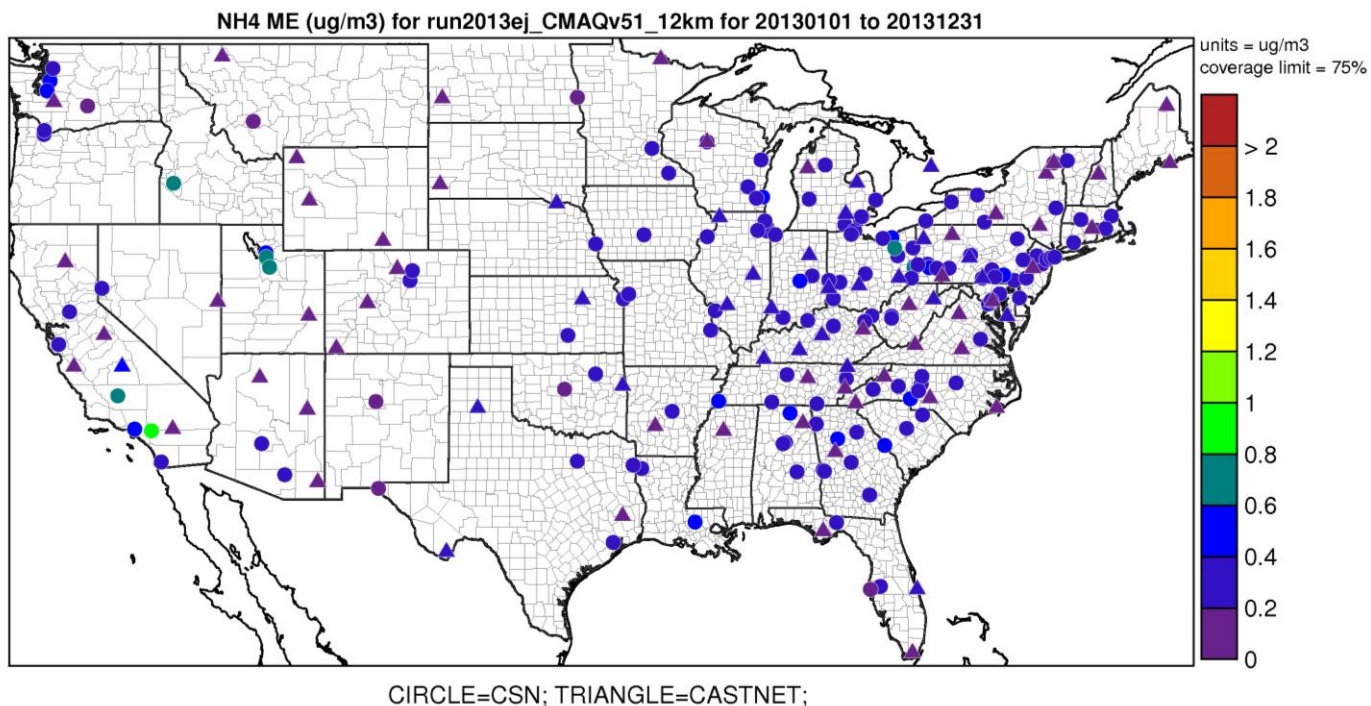 NH4 ME (ug/m3) for run2013ej_CMAQv51_12km for 20130101 to 20131231
units = ug/m3
coverage limit = 75%
> 2
1.8
1.6
1.4
1.2
1
0.8
0.6
0.4
0.2
0
CIRCLE=CSN; TRIANGLE=CASTNET;